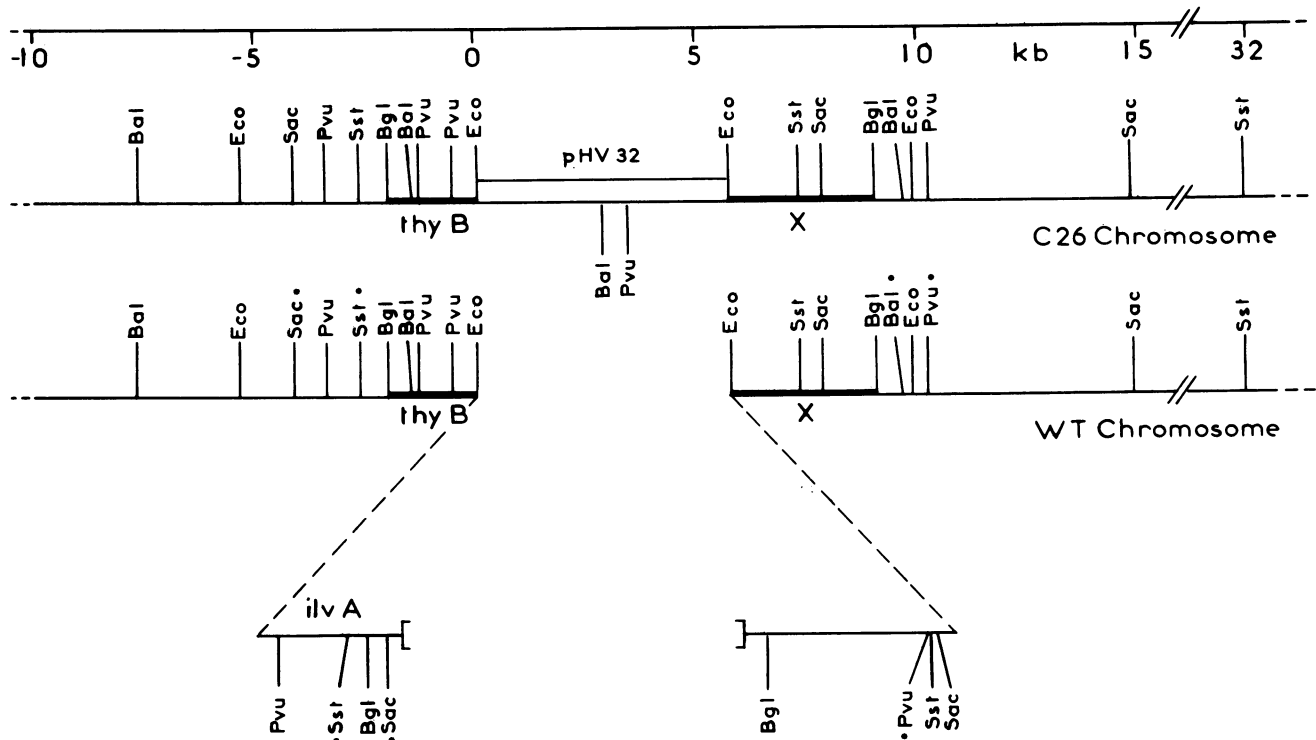 -10 -5 0 5 10 kb 15 32
Bal Eco Sac Pvu Sst Bgl Bal Pvu Pvu Eco pHV 32 Eco Sst Sac Bgl Bal Eco Pvu Sac Sst
thy B X
C26 Chromosome
Bal Pvu
Bal Eco Sac• Pvu Sst• Bgl Bal Pvu Pvu Eco Eco Sst Sac Bgl Bal• Eco Pvu• Sac Sst
thy B X
WT Chromosome
ilv A
Pvu •Sst Bgl •Sac Bgl •Pvu Sst Sac